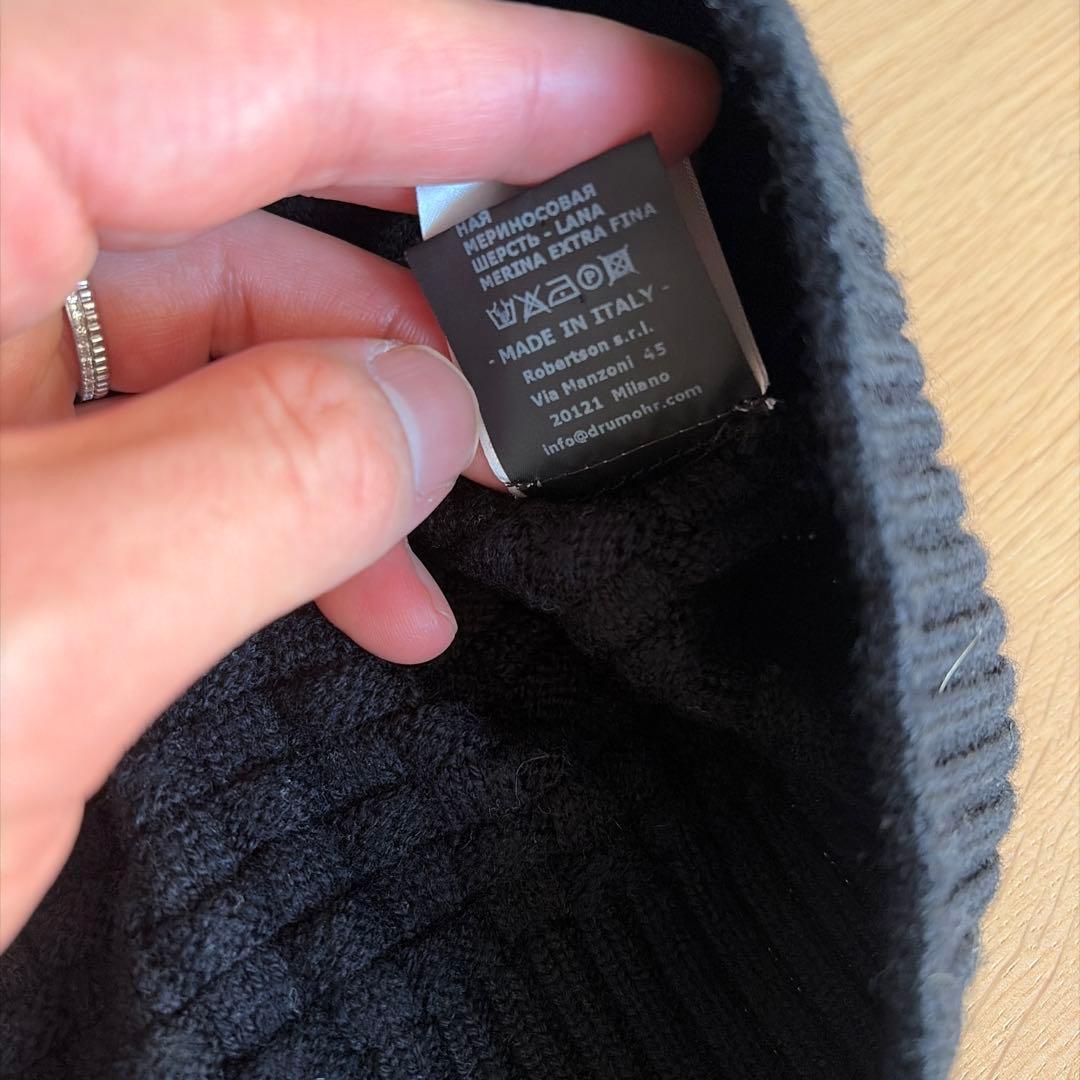 НАЯ
МЕРИНОСОВАЯ
ШЕРСТЬ - LANA
MERINA EXTRA FINA
P
- MADE IN ITALY -
Robertson s.r.l.
Via Manzoni 45
20121 Milano
info@drumohr.com